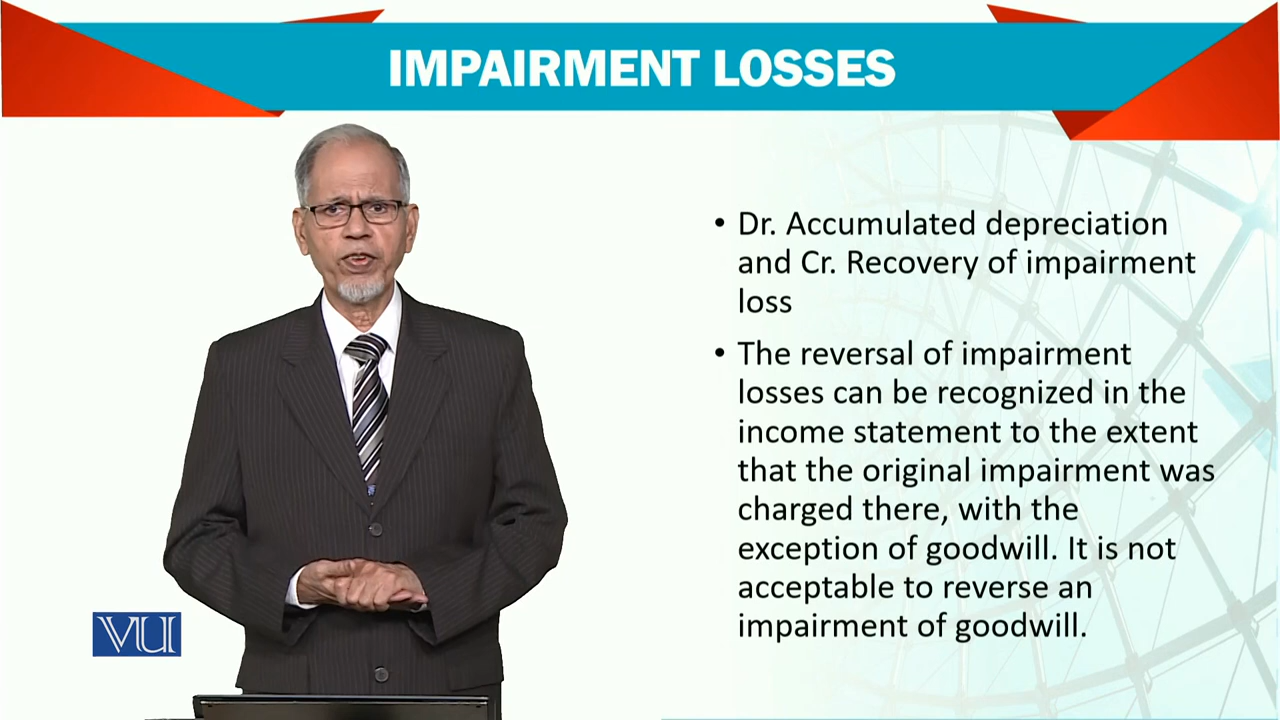 IMPAIRMENT LOSSES
• Dr. Accumulated depreciation
and Cr. Recovery of impairment
loss
• The reversal of impairment
losses can be recognized in the
income statement to the extent
that the original impairment was
charged there, with the
exception of goodwill. It is not
acceptable to reverse an
impairment of goodwill.
VU